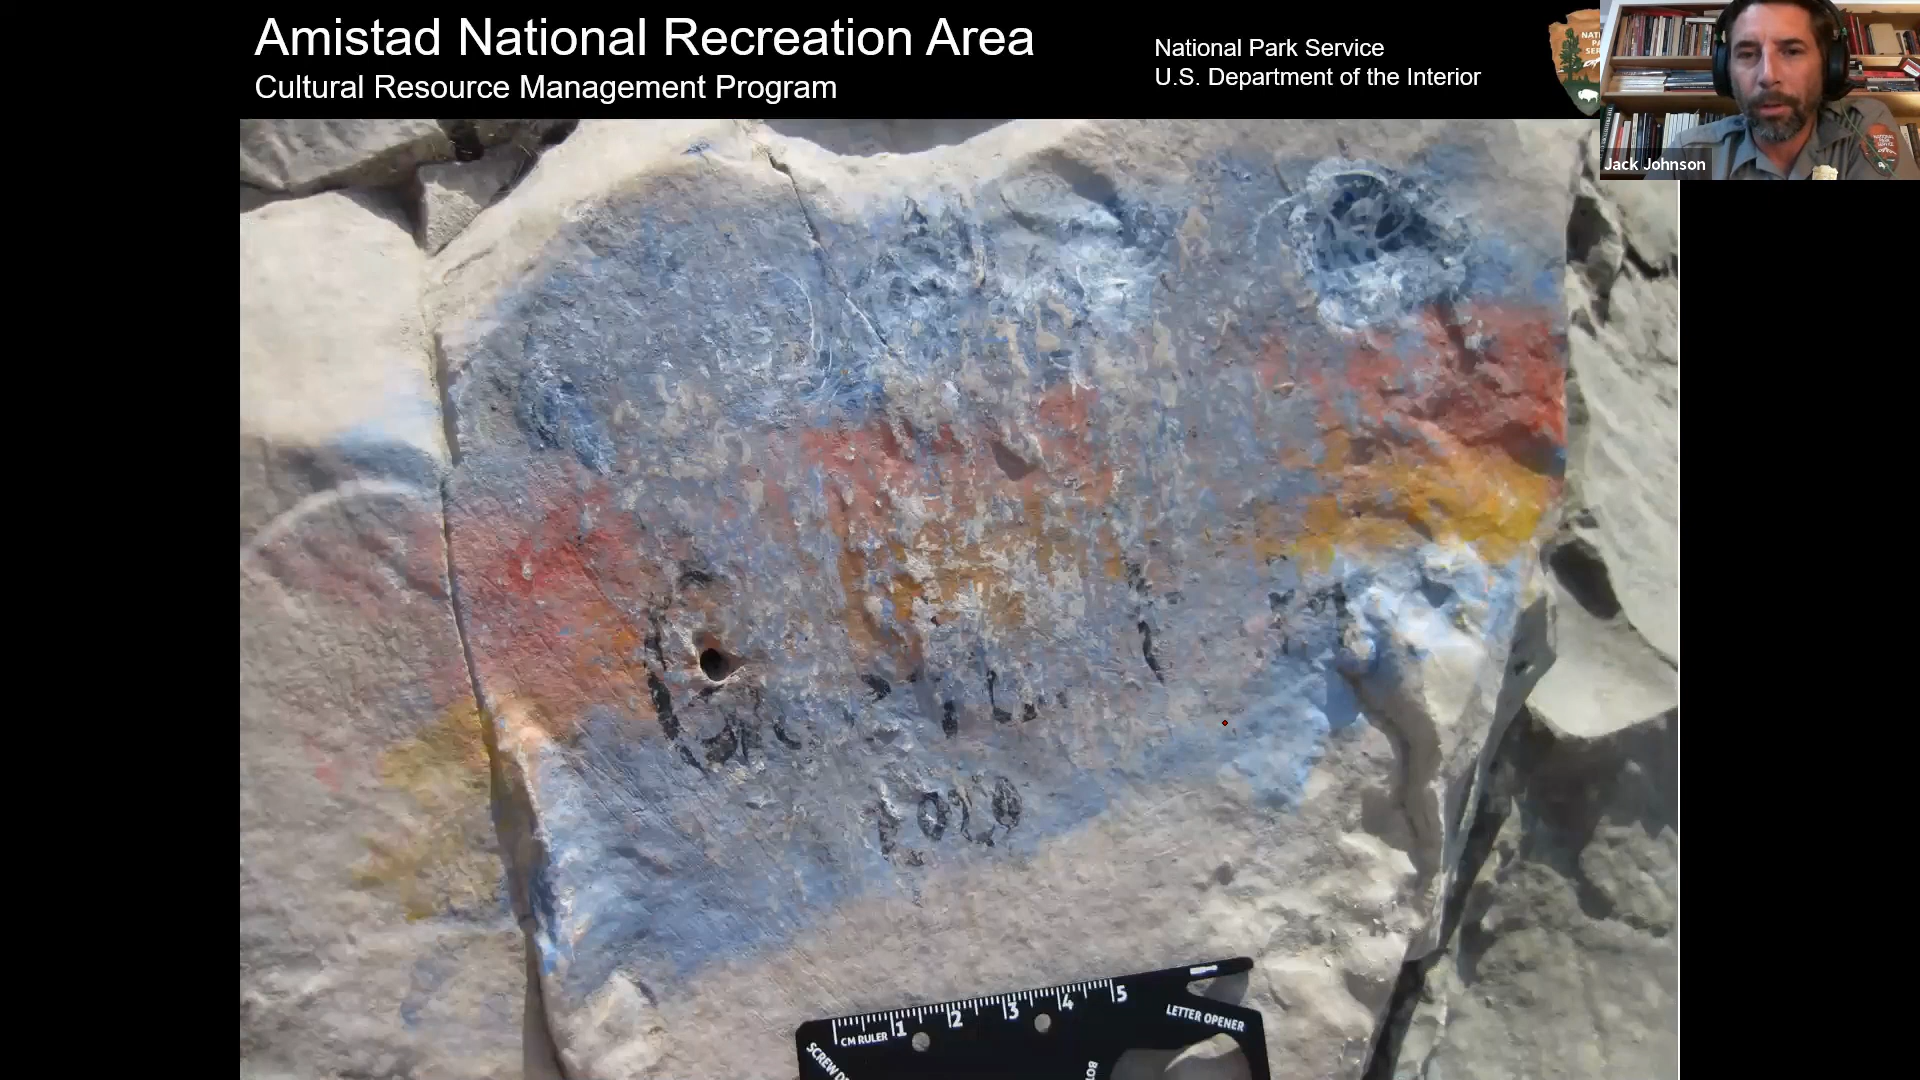 Amistad National Recreation Area
Cultural Resource Management Program
National Park Service
U.S. Department of the Interior
Jack Johnson
2020
1 2 3 4 5
CM RULER
LETTER OPENER